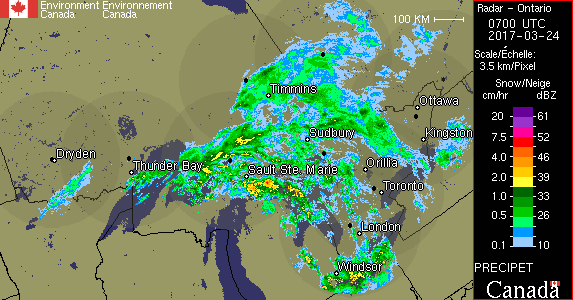 Environment Environnement
Canada Canada
100 KM
Timmins
Ottawa
Sudbury
Kingston
Dryden
Thunder Bay
Sault Ste. Marie
Orillia
Toronto
London
Windsor
Radar - Ontario
0700 UTC
2017-03-24
Scale/Échelle:
3.5 km/Pixel
Snow/Neige
cm/hr dBZ
20 61
7.5 52
4.0 46
2.0 39
1.0 33
0.5 26
0.1 10
PRECIPET
Canada